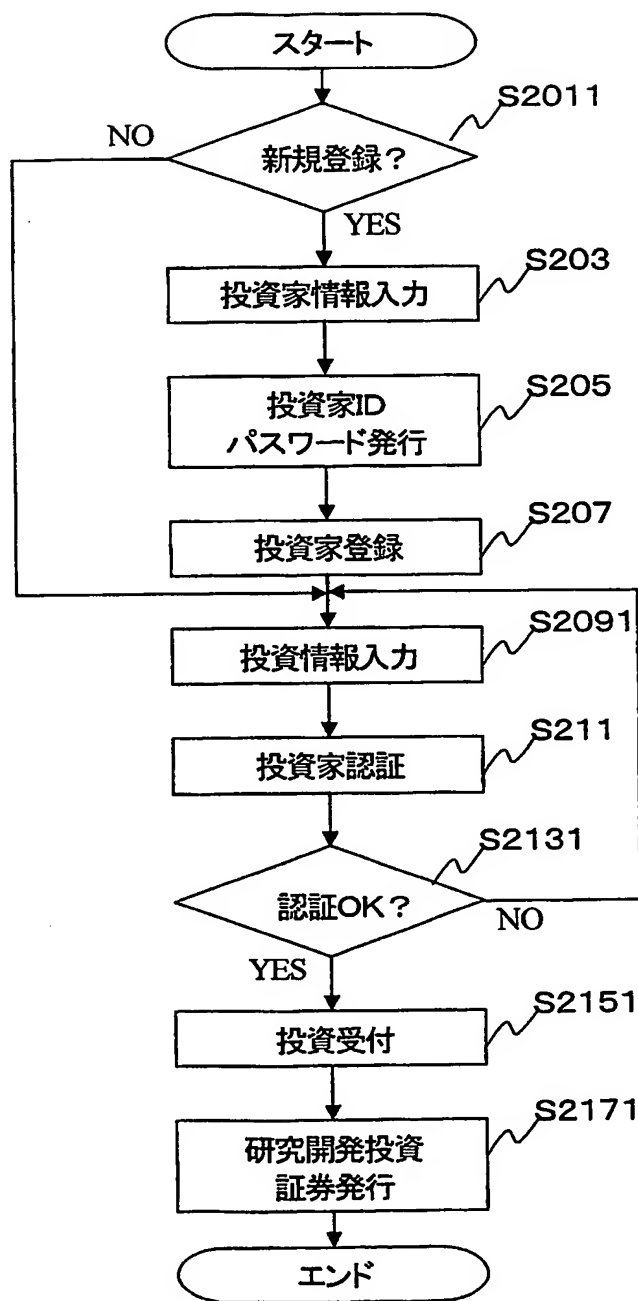 スタート
S2011
NO
新規登録？
YES
S203
投資家情報入力
S205
投資家ID
パスワード発行
S207
投資家登録
S2091
投資情報入力
S211
投資家認証
S2131
認証OK？
NO
YES
S2151
投資受付
S2171
研究開発投資
証券発行
エンド